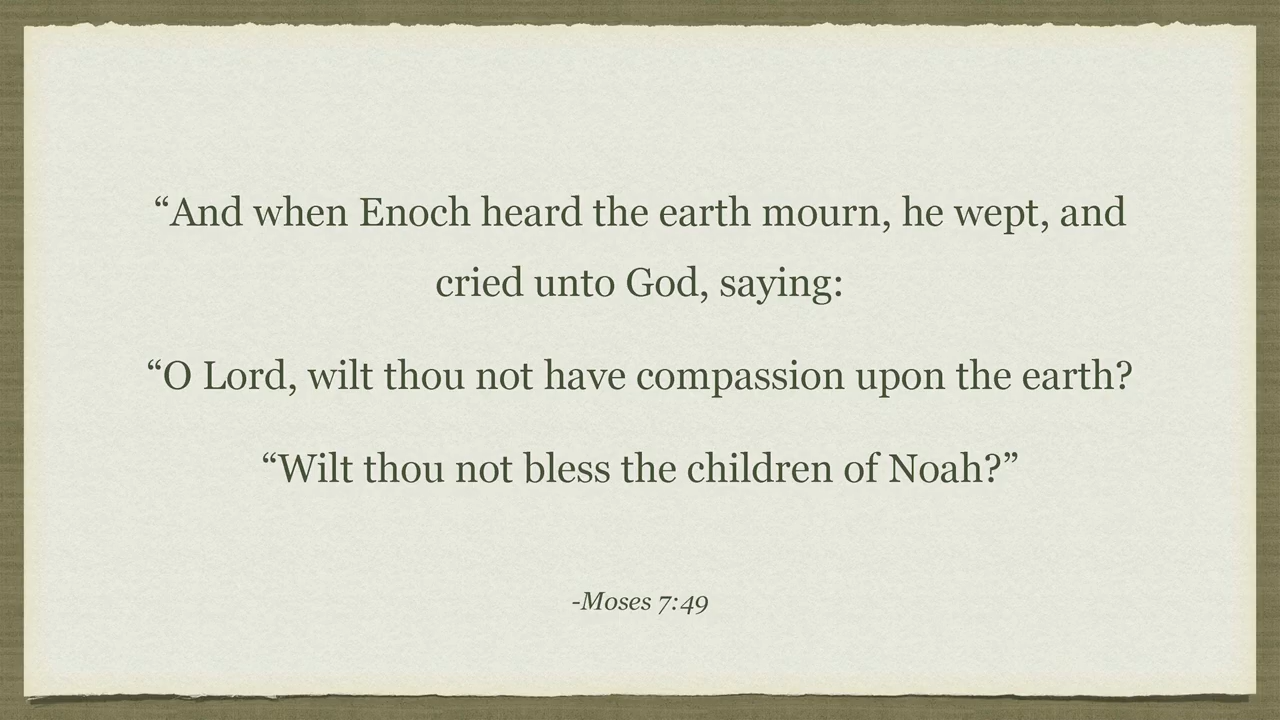 “And when Enoch heard the earth mourn, he wept, and
cried unto God, saying:
“O Lord, wilt thou not have compassion upon the earth?
“Wilt thou not bless the children of Noah?”
-Moses 7:49